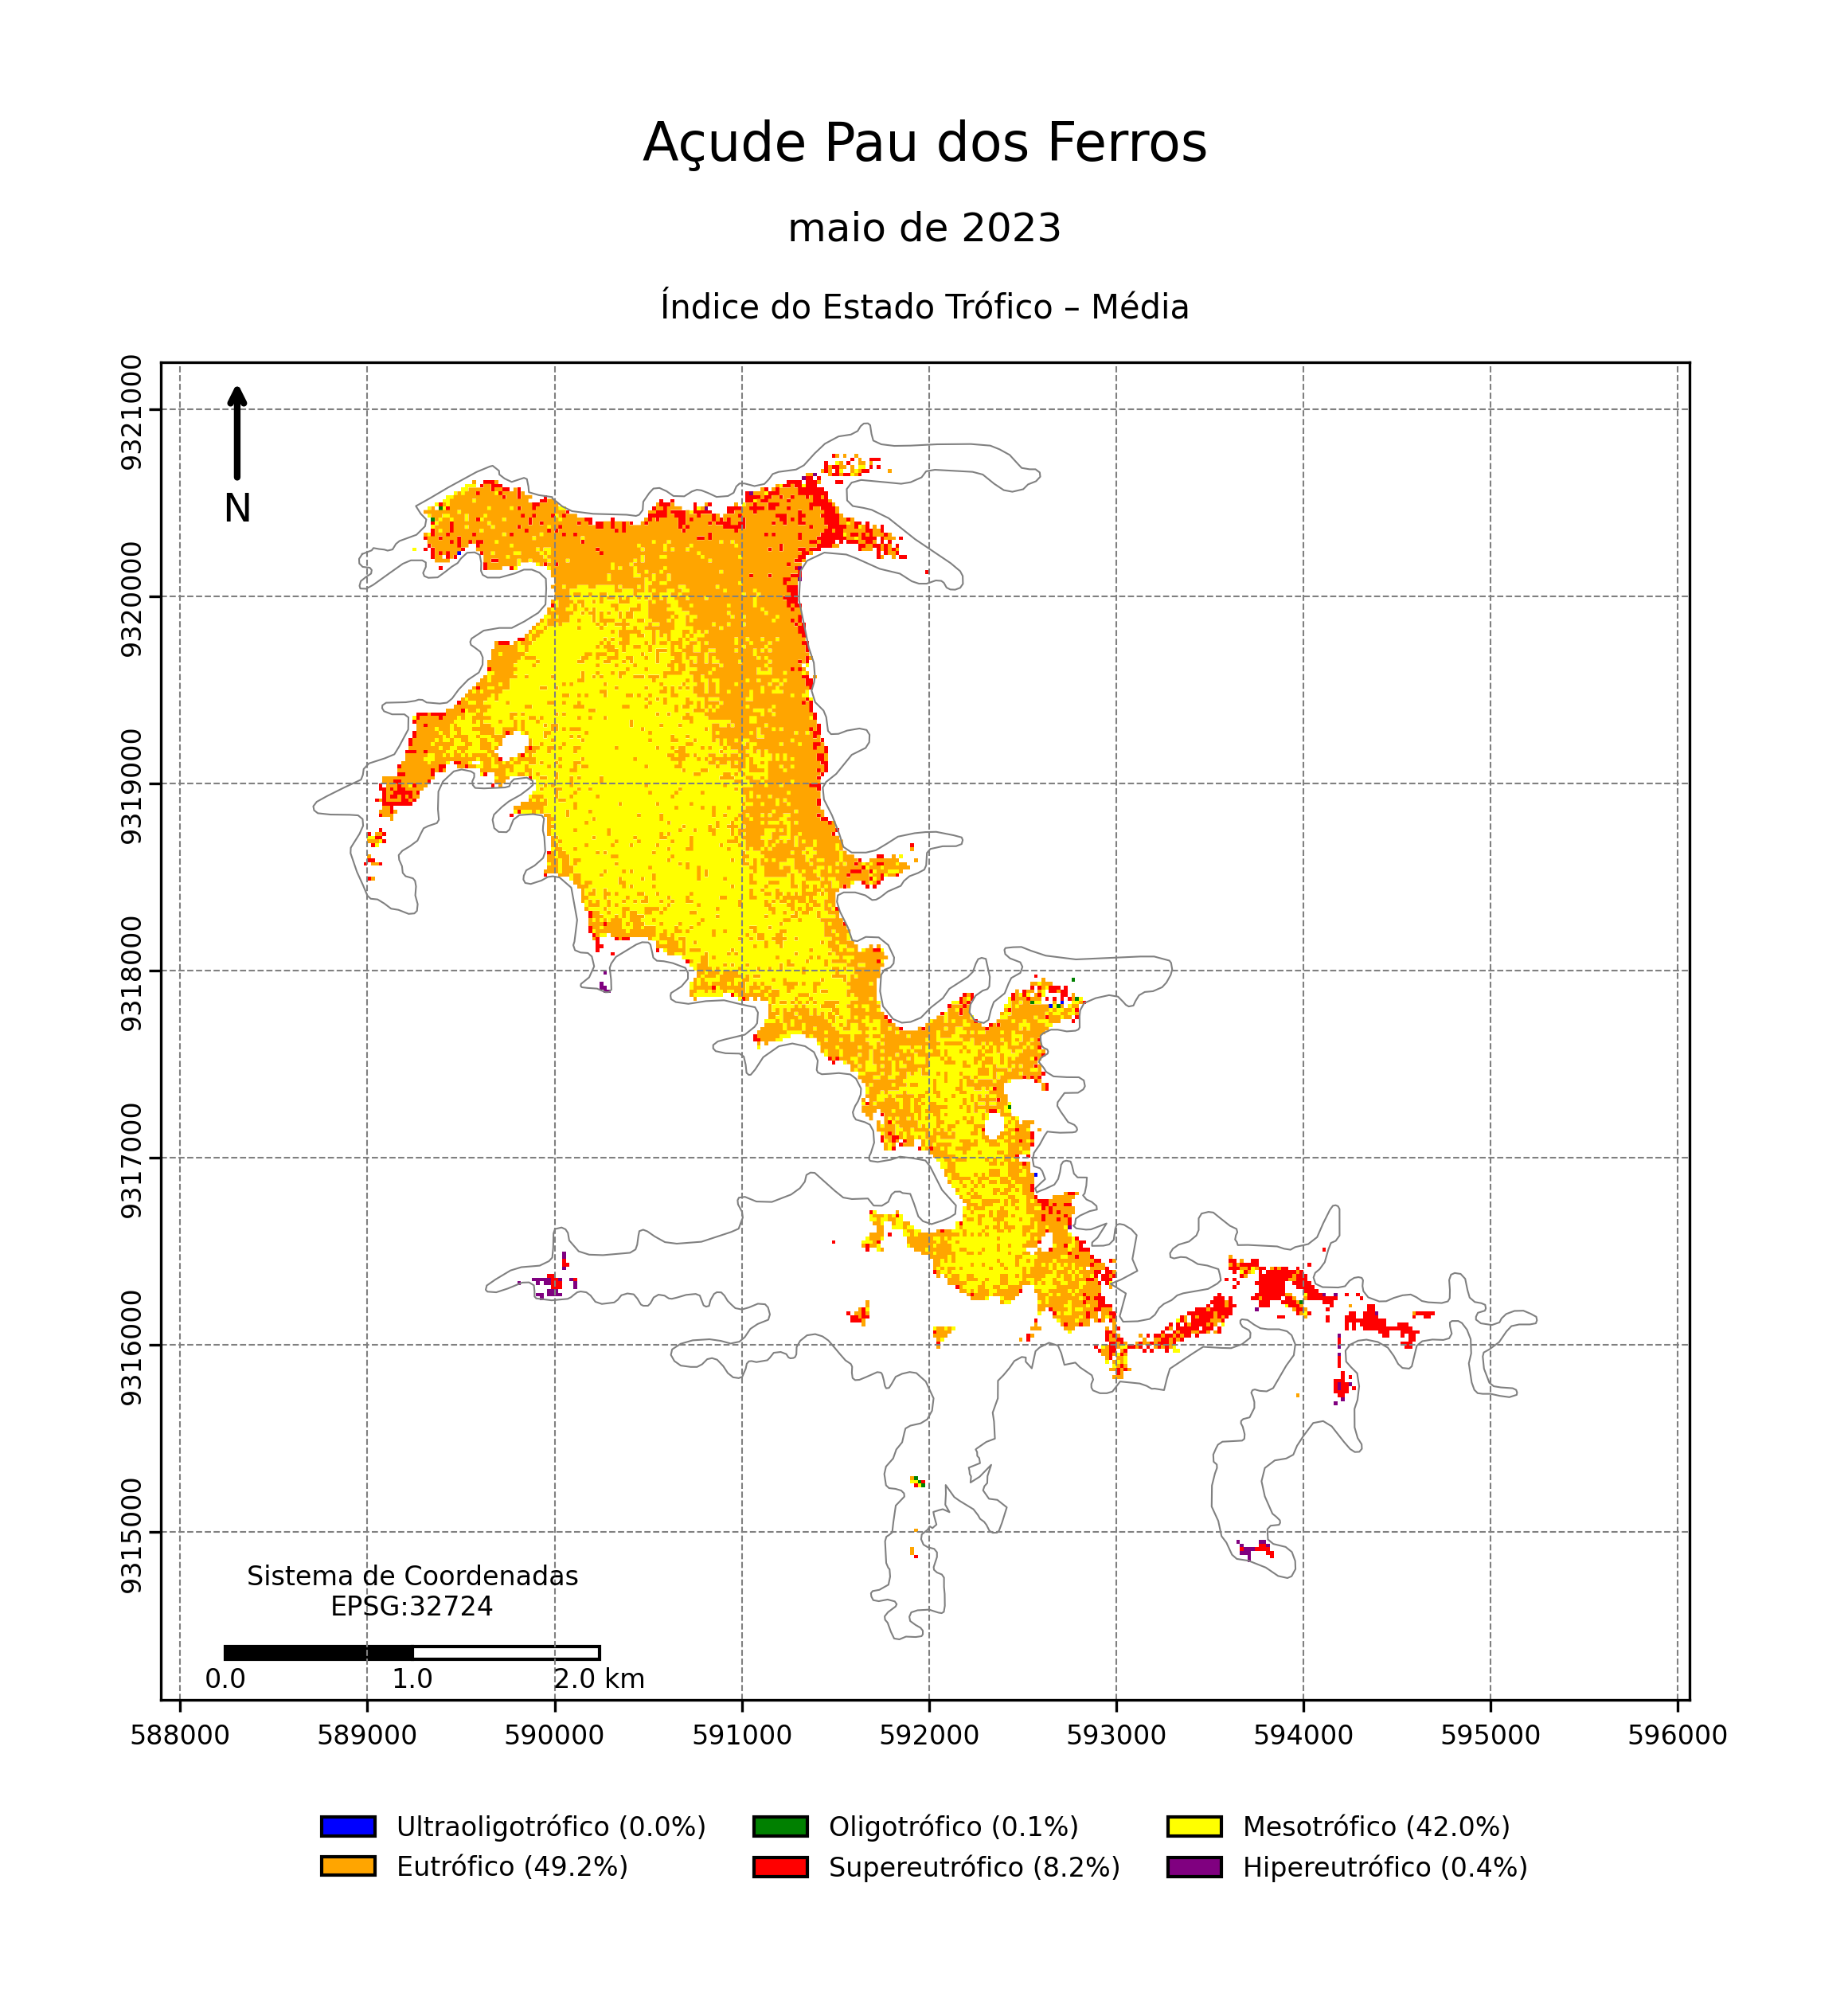 Açude Pau dos Ferros
maio de 2023
Índice do Estado Trófico – Média
9321000
9320000
9319000
9318000
9317000
9316000
9315000
N
Sistema de Coordenadas
EPSG:32724
0.0 1.0 2.0 km
588000 589000 590000 591000 592000 593000 594000 595000 596000
Ultraoligotrófico (0.0%) Oligotrófico (0.1%) Mesotrófico (42.0%)
Eutrófico (49.2%) Supereutrófico (8.2%) Hipereutrófico (0.4%)